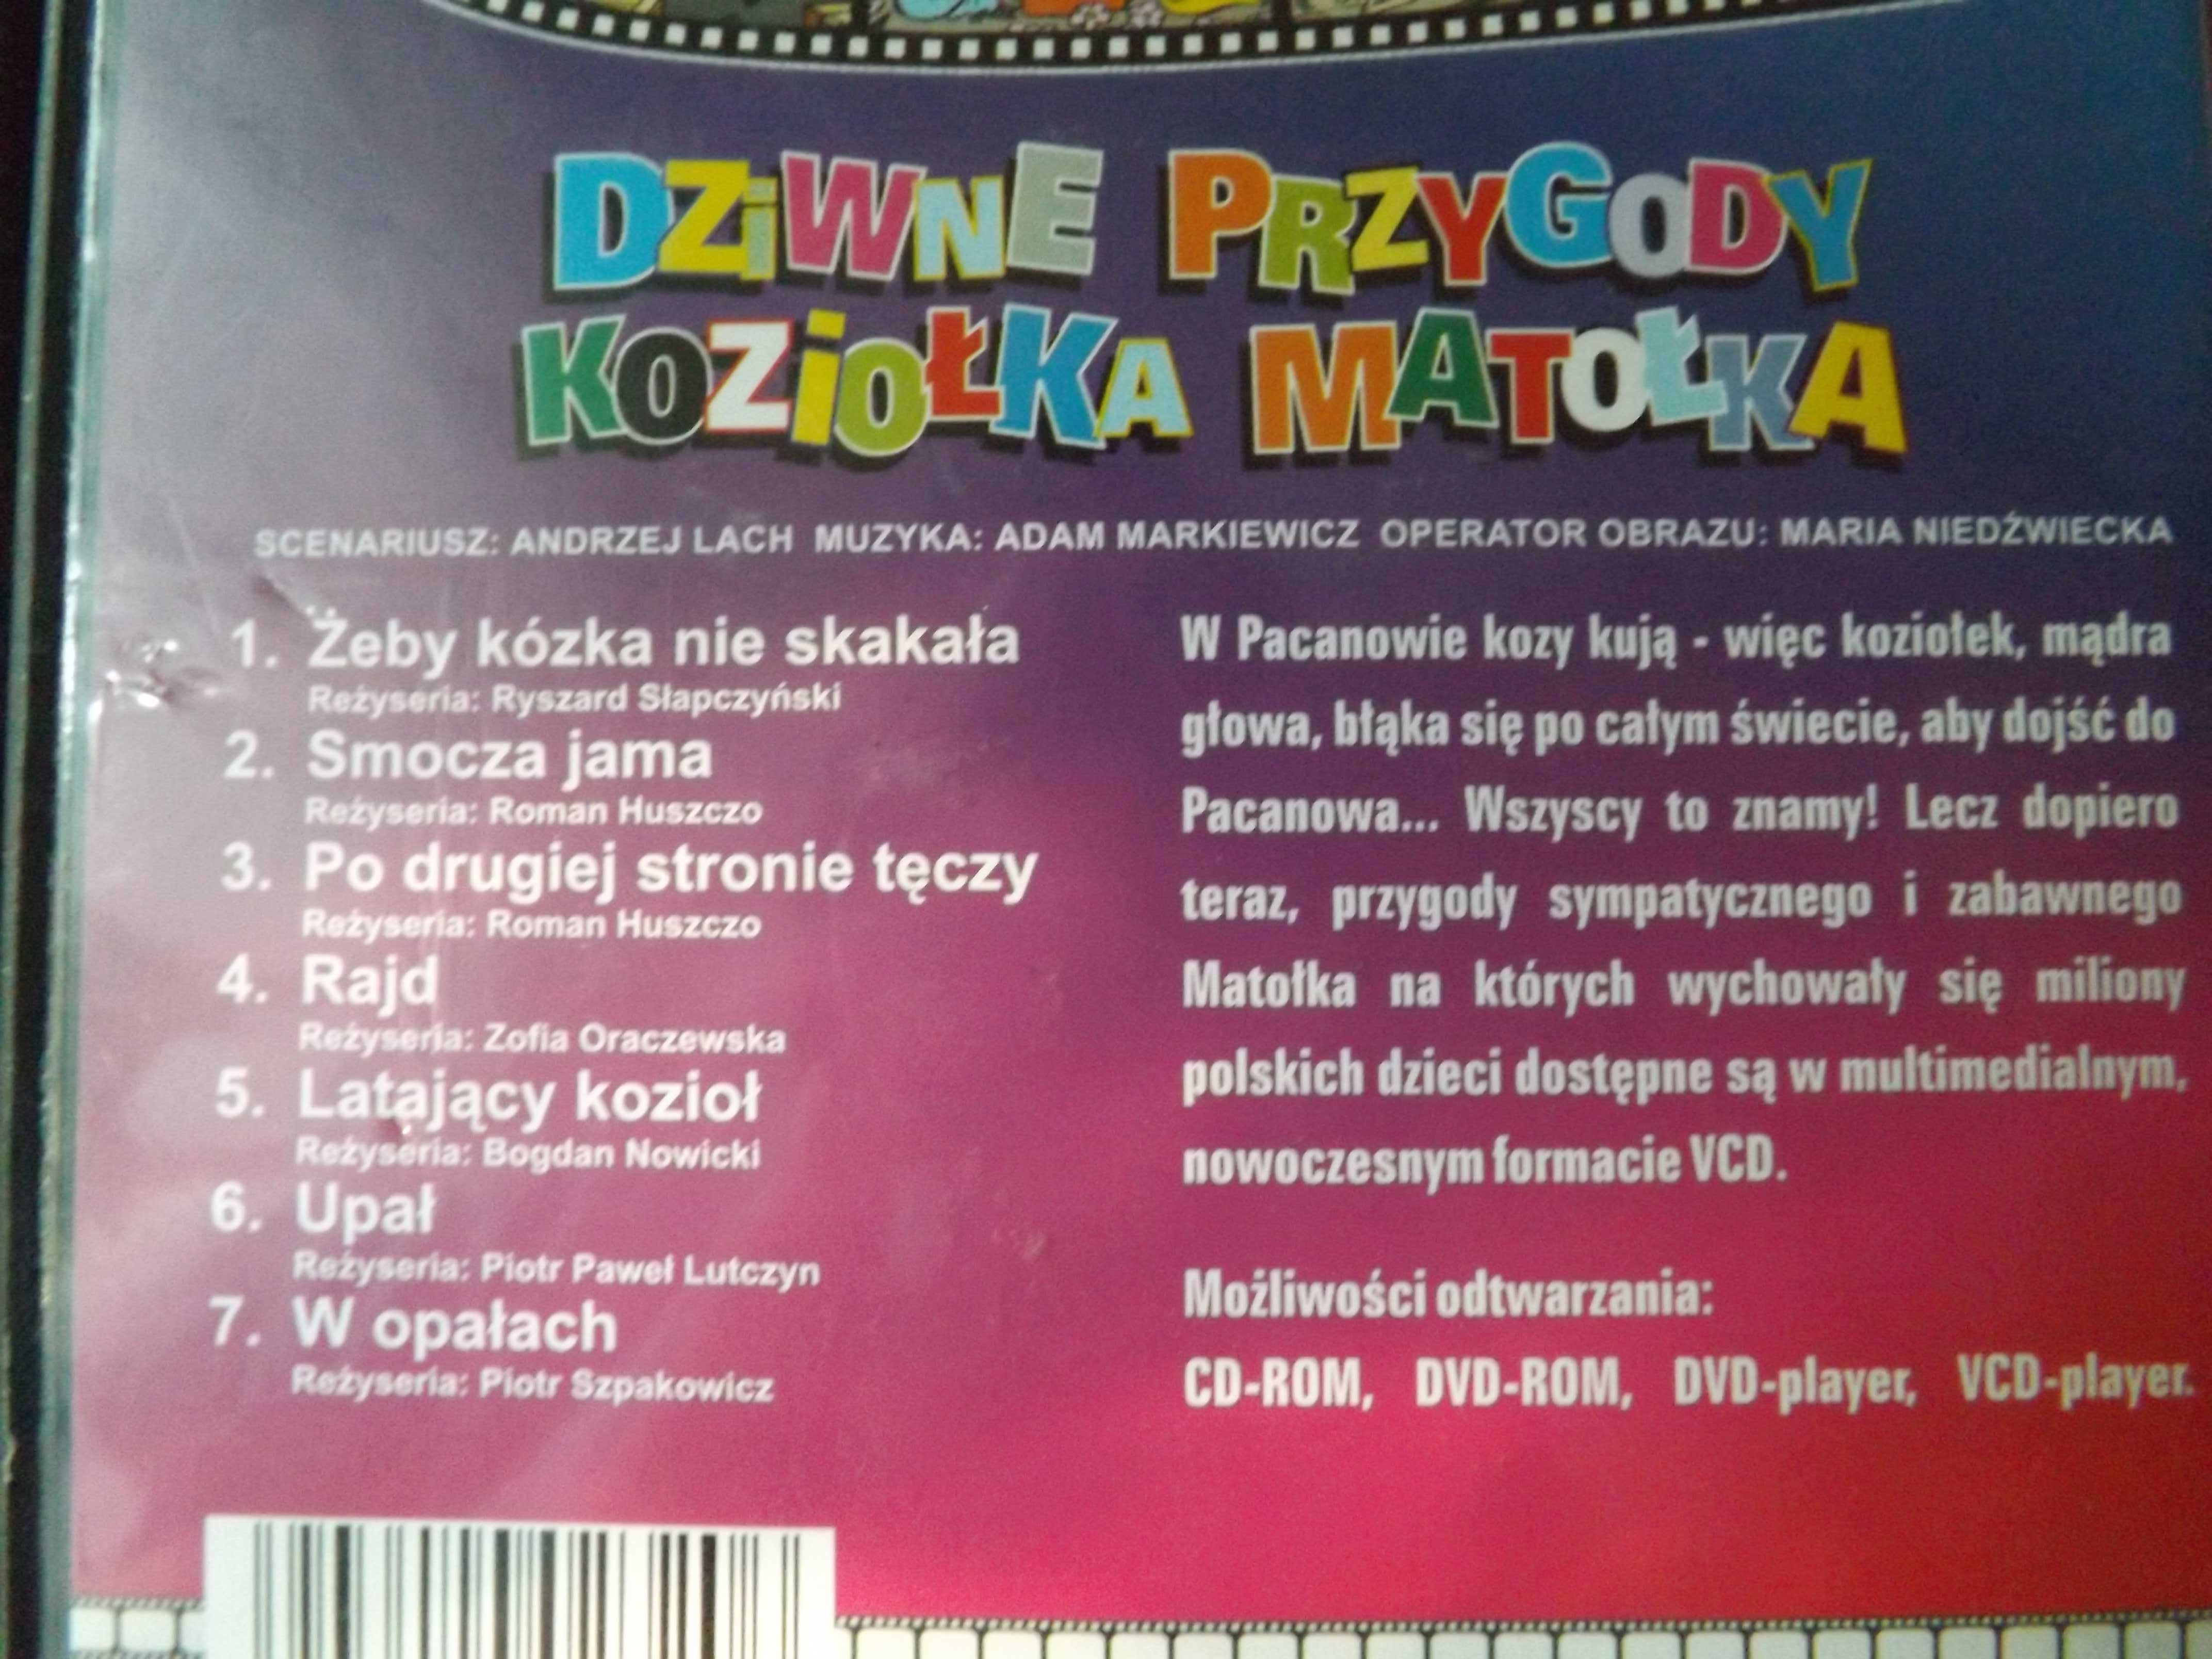 DZiWNE PRZYGODY
KOZiOŁKA MATOŁKA
SCENARIUSZ: ANDRZEJ LACH MUZYKA: ADAM MARKIEWICZ OPERATOR OBRAZU: MARIA NIEDŹWIECKA
1. Żeby kózka nie skakała
Reżyseria: Ryszard Słapczyński
2. Smocza jama
Reżyseria: Roman Huszczo
3. Po drugiej stronie tęczy
Reżyseria: Roman Huszczo
4. Rajd
Reżyseria: Zofia Oraczewska
5. Latający kozioł
Reżyseria: Bogdan Nowicki
6. Upał
Reżyseria: Piotr Paweł Lutczyn
7. W opałach
Reżyseria: Piotr Szpakowicz
W Pacanowie kozy kują - więc koziołek, mądra
głowa, błąka się po całym świecie, aby dojść do
Pacanowa... Wszyscy to znamy! Lecz dopiero
teraz, przygody sympatycznego i zabawnego
Matołka na których wychowały się miliony
polskich dzieci dostępne są w multimedialnym,
nowoczesnym formacie VCD.
Możliwości odtwarzania:
CD-ROM, DVD-ROM, DVD-player, VCD-player.